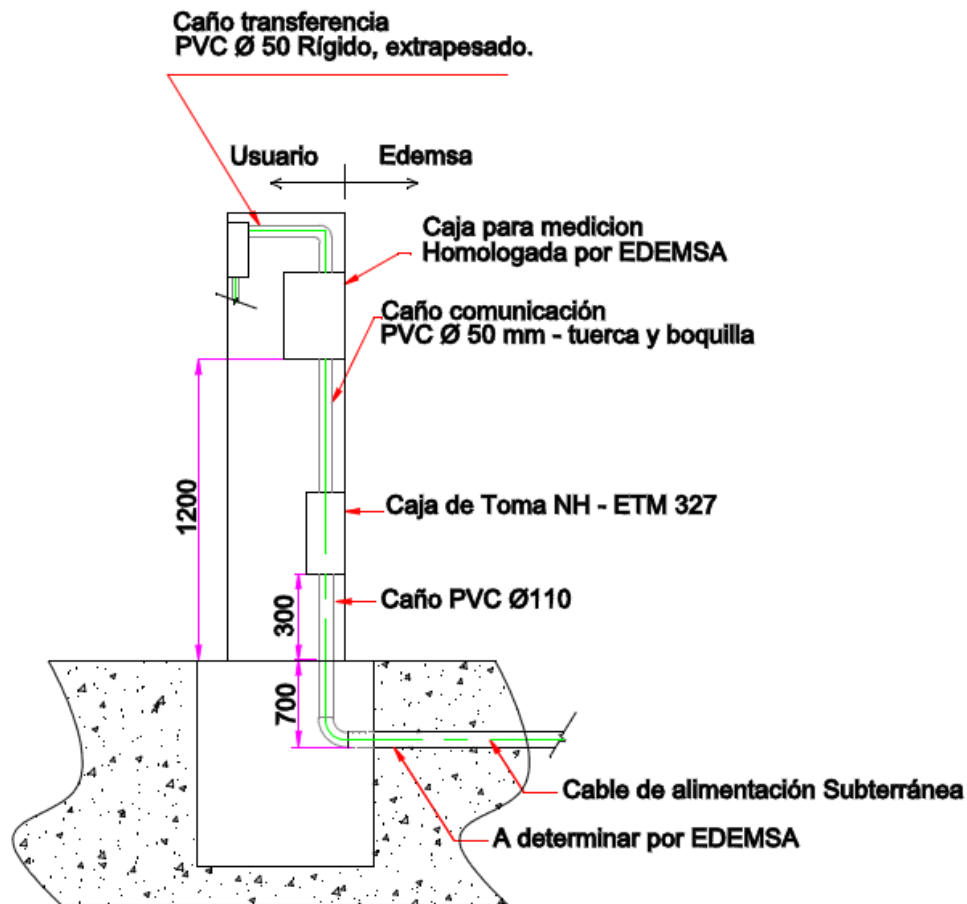 Caño transferencia
PVC Ø 50 Rígido, extrapesado.
Usuario
Edemsa
Caja para medicion
Homologada por EDEMSA
Caño comunicación
PVC Ø 50 mm - tuerca y boquilla
1200
Caja de Toma NH - ETM 327
300
Caño PVC Ø110
700
Cable de alimentación Subterránea
A determinar por EDEMSA